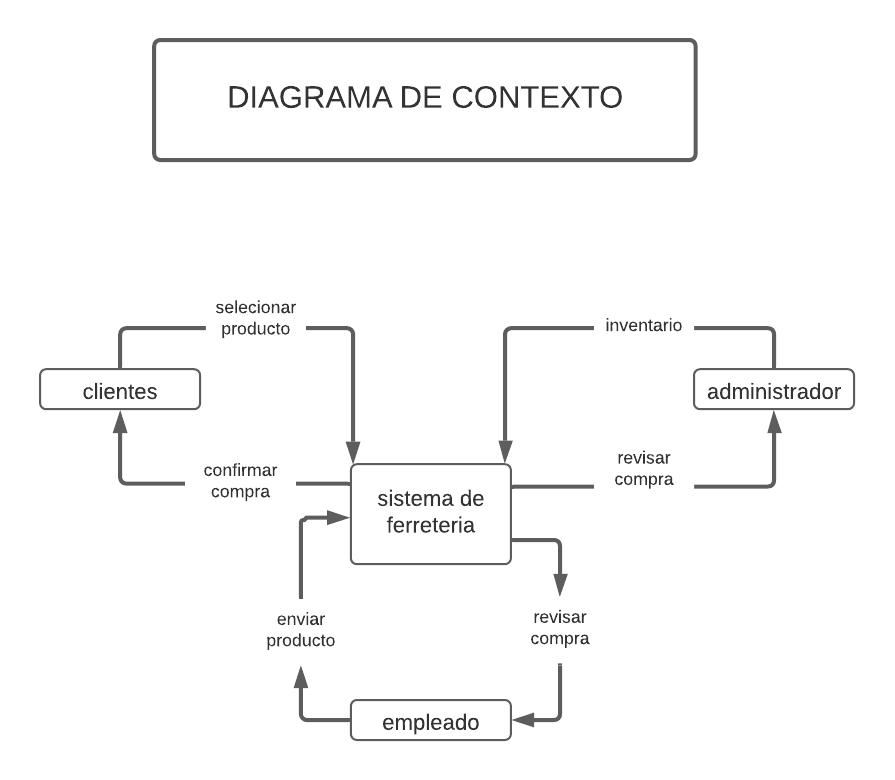 DIAGRAMA DE CONTEXTO
selecionar
producto
inventario
clientes
administrador
confirmar
compra
revisar
compra
sistema de
ferreteria
enviar
producto
revisar
compra
empleado